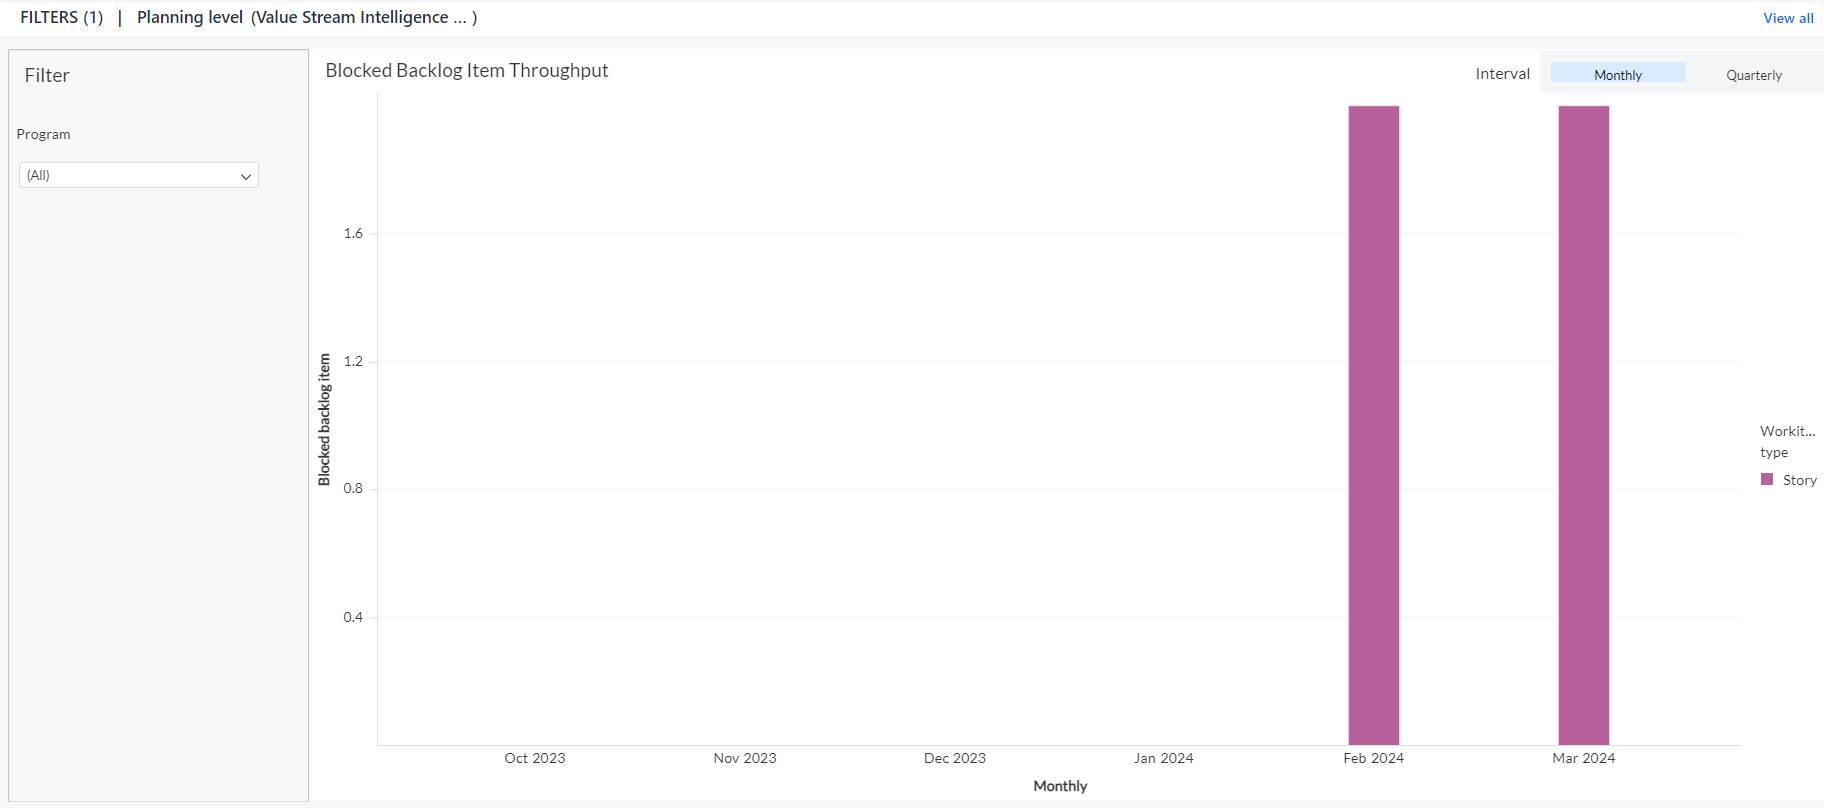 FILTERS (1) | Planning level (Value Stream Intelligence ... )
View all
Filter
Program
(All)
Blocked Backlog Item Throughput
Interval
Monthly
Quarterly
Blocked backlog item
1.6
1.2
0.8
0.4
Oct 2023
Nov 2023
Dec 2023
Jan 2024
Feb 2024
Mar 2024
Monthly
Workit...
type
Story